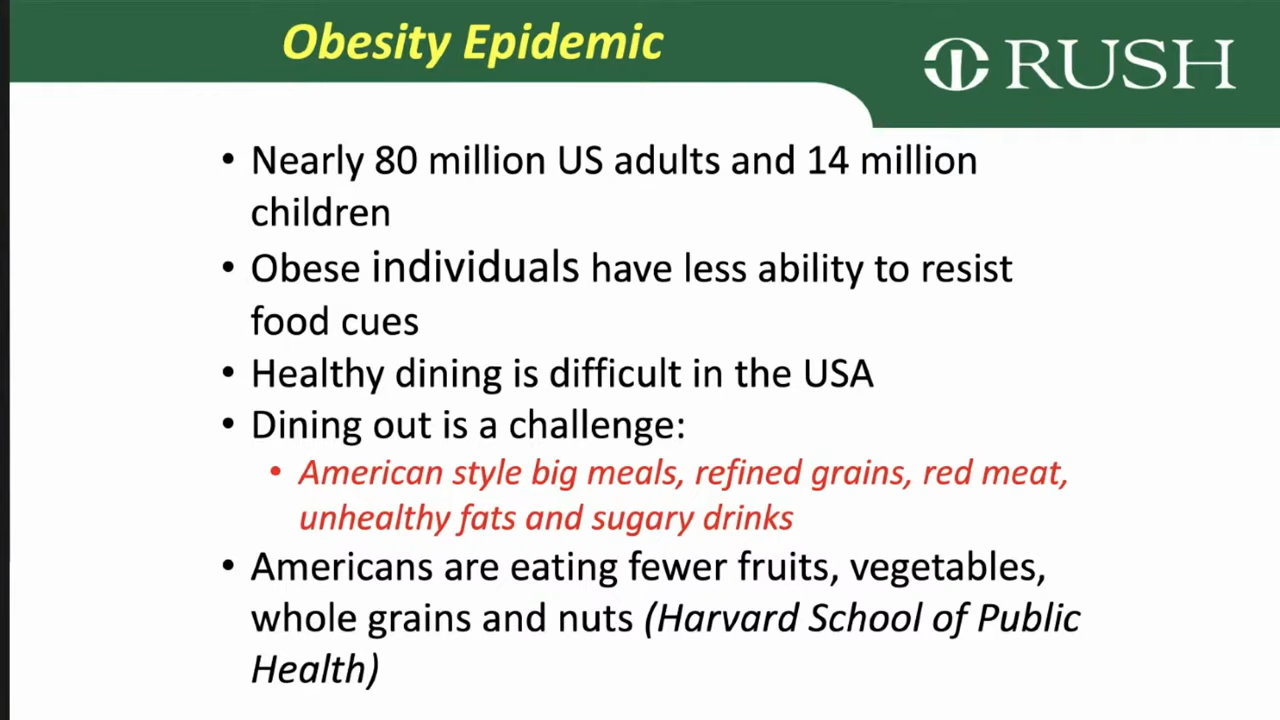 Obesity Epidemic
RUSH
• Nearly 80 million US adults and 14 million
children
• Obese individuals have less ability to resist
food cues
• Healthy dining is difficult in the USA
• Dining out is a challenge:
• American style big meals, refined grains, red meat,
unhealthy fats and sugary drinks
• Americans are eating fewer fruits, vegetables,
whole grains and nuts (Harvard School of Public
Health)